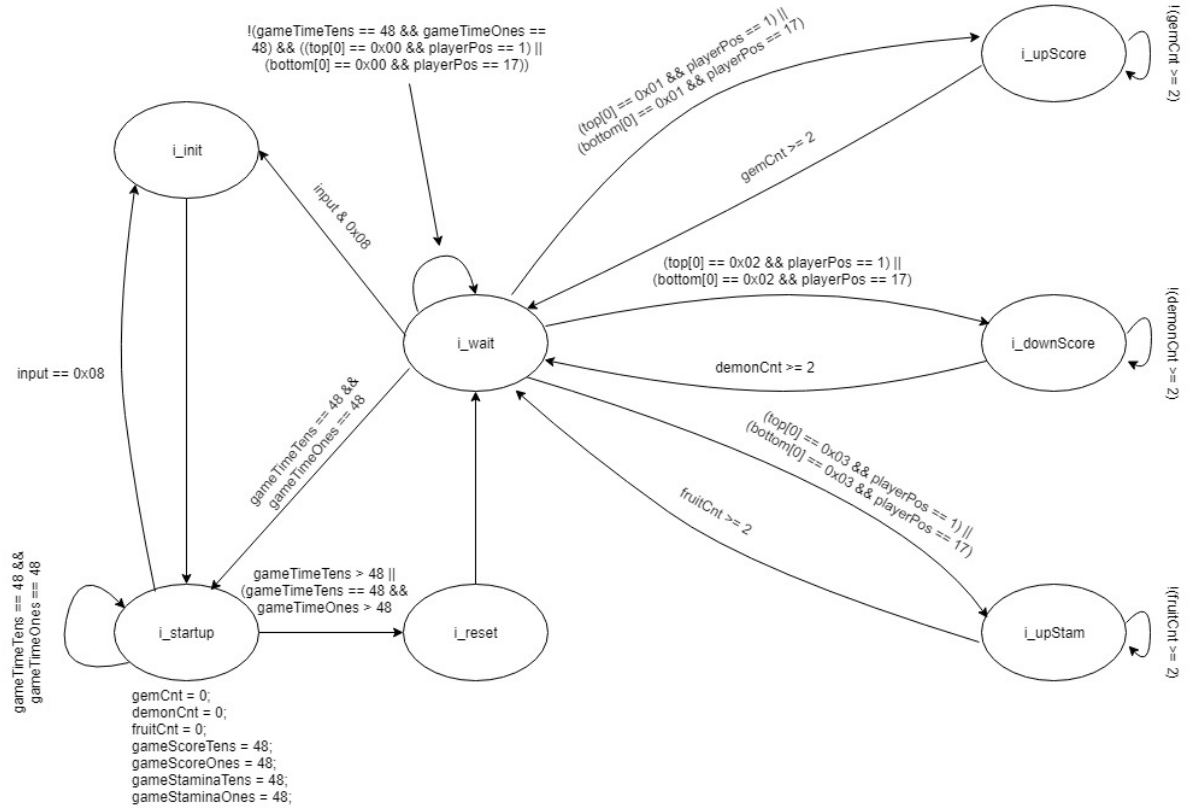 !(gameTimeTens == 48 && gameTimeOnes ==
48) && ((top[0] == 0x00 && playerPos == 1) ||
(bottom[0] == 0x00 && playerPos == 17))
(top[0] == 0x01 && playerPos == 1) ||
(bottom[0] == 0x01 && playerPos == 17)
i_upScore
!(gemCnt >= 2)
i_init
gemCnt >= 2
input & 0x08
(top[0] == 0x02 && playerPos == 1) ||
(bottom[0] == 0x02 && playerPos == 17)
i_wait
i_downScore
!(demonCnt >= 2)
input == 0x08
demonCnt >= 2
gameTimeTens == 48 &&
gameTimeOnes == 48
(top[0] == 0x03 && playerPos == 1) ||
(bottom[0] == 0x03 && playerPos == 17)
fruitCnt >= 2
gameTimeTens == 48 &&
gameTimeOnes == 48
gameTimeTens > 48 ||
(gameTimeTens == 48 &&
gameTimeOnes > 48
i_startup
i_reset
i_upStam
!(fruitCnt >= 2)
gemCnt = 0;
demonCnt = 0;
fruitCnt = 0;
gameScoreTens = 48;
gameScoreOnes = 48;
gameStaminaTens = 48;
gameStaminaOnes = 48;